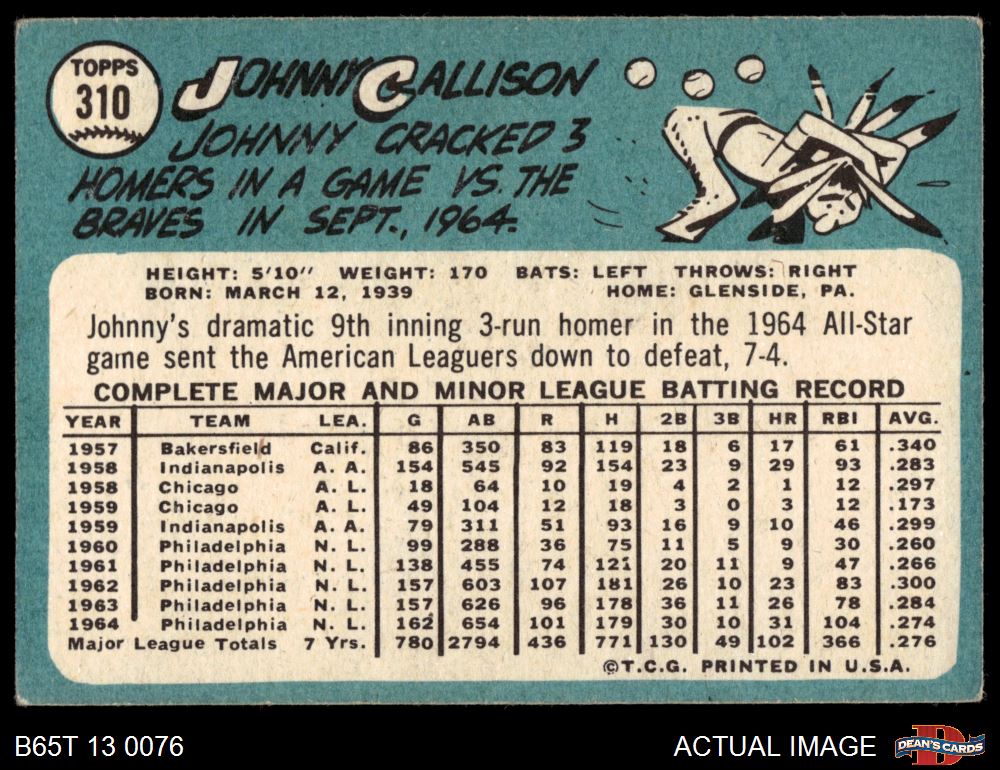 TOPPS
310
JOHNNY CALLISON
JOHNNY CRACKED 3
HOMERS IN A GAME VS. THE
BRAVES IN SEPT., 1964.
HEIGHT: 5'10" WEIGHT: 170 BATS: LEFT THROWS: RIGHT
BORN: MARCH 12, 1939 HOME: GLENSIDE, PA.
Johnny's dramatic 9th inning 3-run homer in the 1964 All-Star
game sent the American Leaguers down to defeat, 7-4.
COMPLETE MAJOR AND MINOR LEAGUE BATTING RECORD
YEAR TEAM LEA. G AB R H 2B 3B HR RBI AVG.
1957 Bakersfield Calif. 86 350 83 119 18 6 17 61 .340
1958 Indianapolis A. A. 154 545 92 154 23 9 29 93 .283
1958 Chicago A. L. 18 64 10 19 4 2 1 12 .297
1959 Chicago A. L. 49 104 12 18 3 0 3 12 .173
1959 Indianapolis A. A. 79 311 51 93 16 9 10 46 .299
1960 Philadelphia N. L. 99 288 36 75 11 5 9 30 .260
1961 Philadelphia N. L. 138 455 74 121 20 11 9 47 .266
1962 Philadelphia N. L. 157 603 107 181 26 10 23 83 .300
1963 Philadelphia N. L. 157 626 96 178 36 11 26 78 .284
1964 Philadelphia N. L. 162 654 101 179 30 10 31 104 .274
Major League Totals 7 Yrs. 780 2794 436 771 130 49 102 366 .276
©T.C.G. PRINTED IN U.S.A.
B65T 13 0076
ACTUAL IMAGE
DEAN'S CARDS